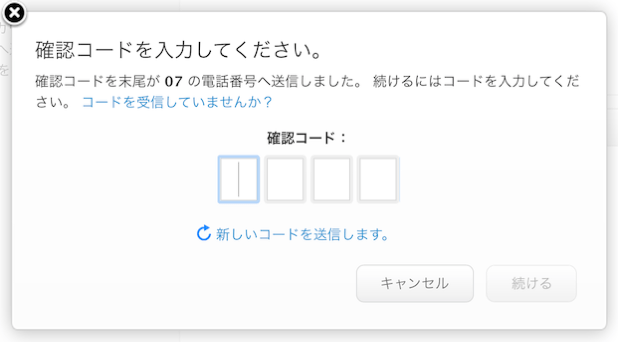 確認コードを入力してください。
確認コードを末尾が 07 の電話番号へ送信しました。 続けるにはコードを入力してくだ
さい。 コードを受信していませんか？
確認コード：
新しいコードを送信します。
キャンセル 続ける